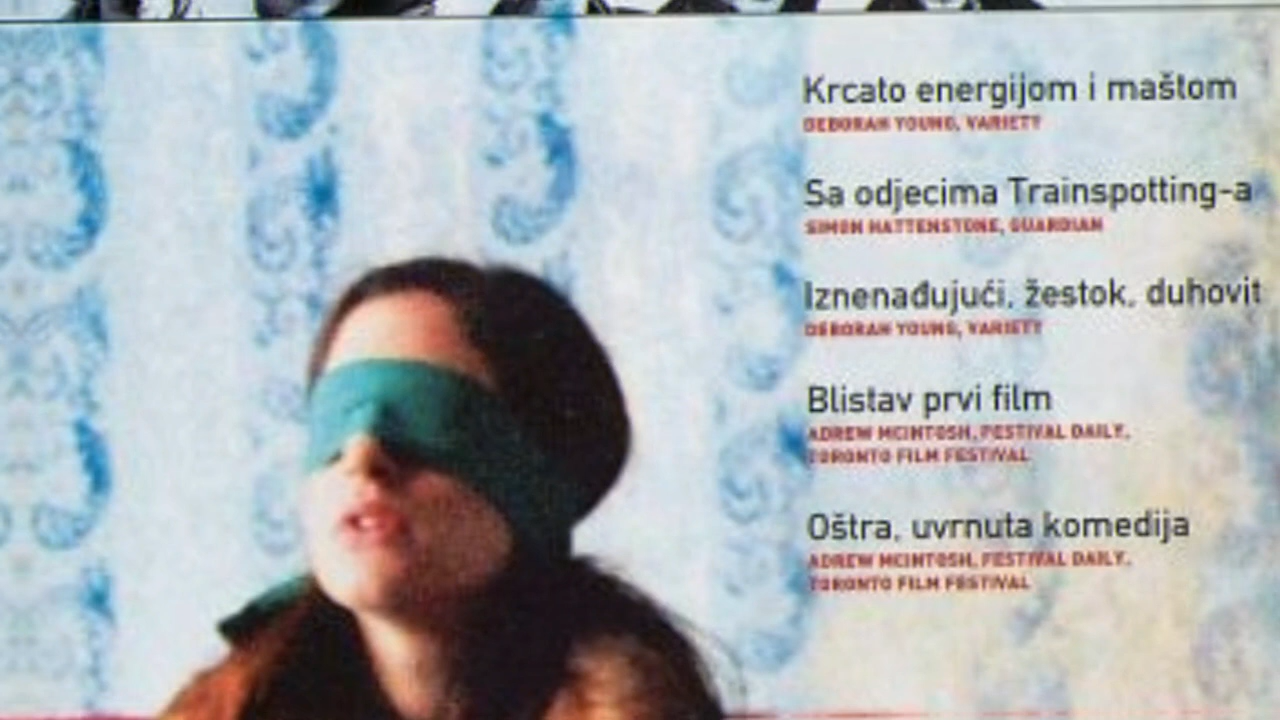 Krcato energijom i maštom
DEBORAH YOUNG, VARIETY
Sa odjecima Trainspotting-a
SIMON HATTENSTONE, GUARDIAN
Iznenađujući, žestok, duhovit
DEBORAH YOUNG, VARIETY
Blistav prvi film
ADREW MCINTOSH, FESTIVAL DAILY,
TORONTO FILM FESTIVAL
Oštra, uvrnuta komedija
ADREW MCINTOSH, FESTIVAL DAILY,
TORONTO FILM FESTIVAL